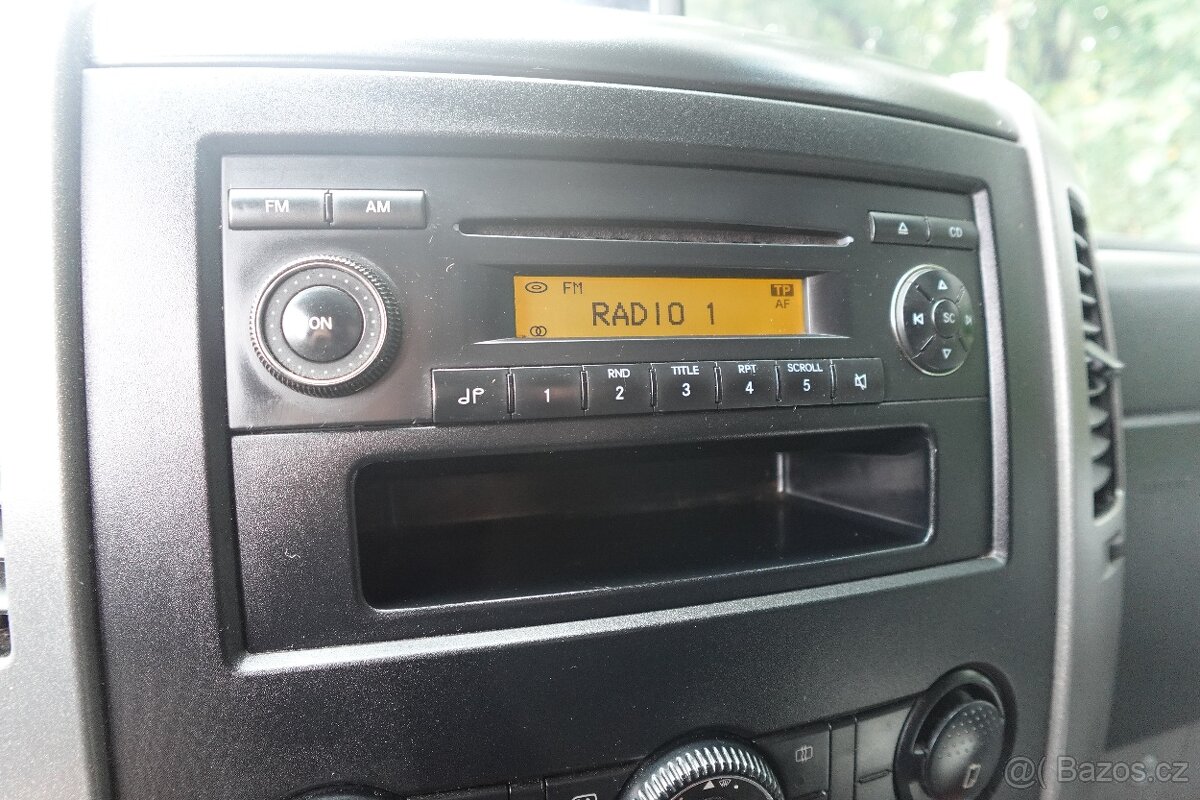 FM AM
CD
ON
FM TP
RADIO 1 AF
SC
RND TITLE RPT SCROLL
1 2 3 4 5
@( Bazos.cz